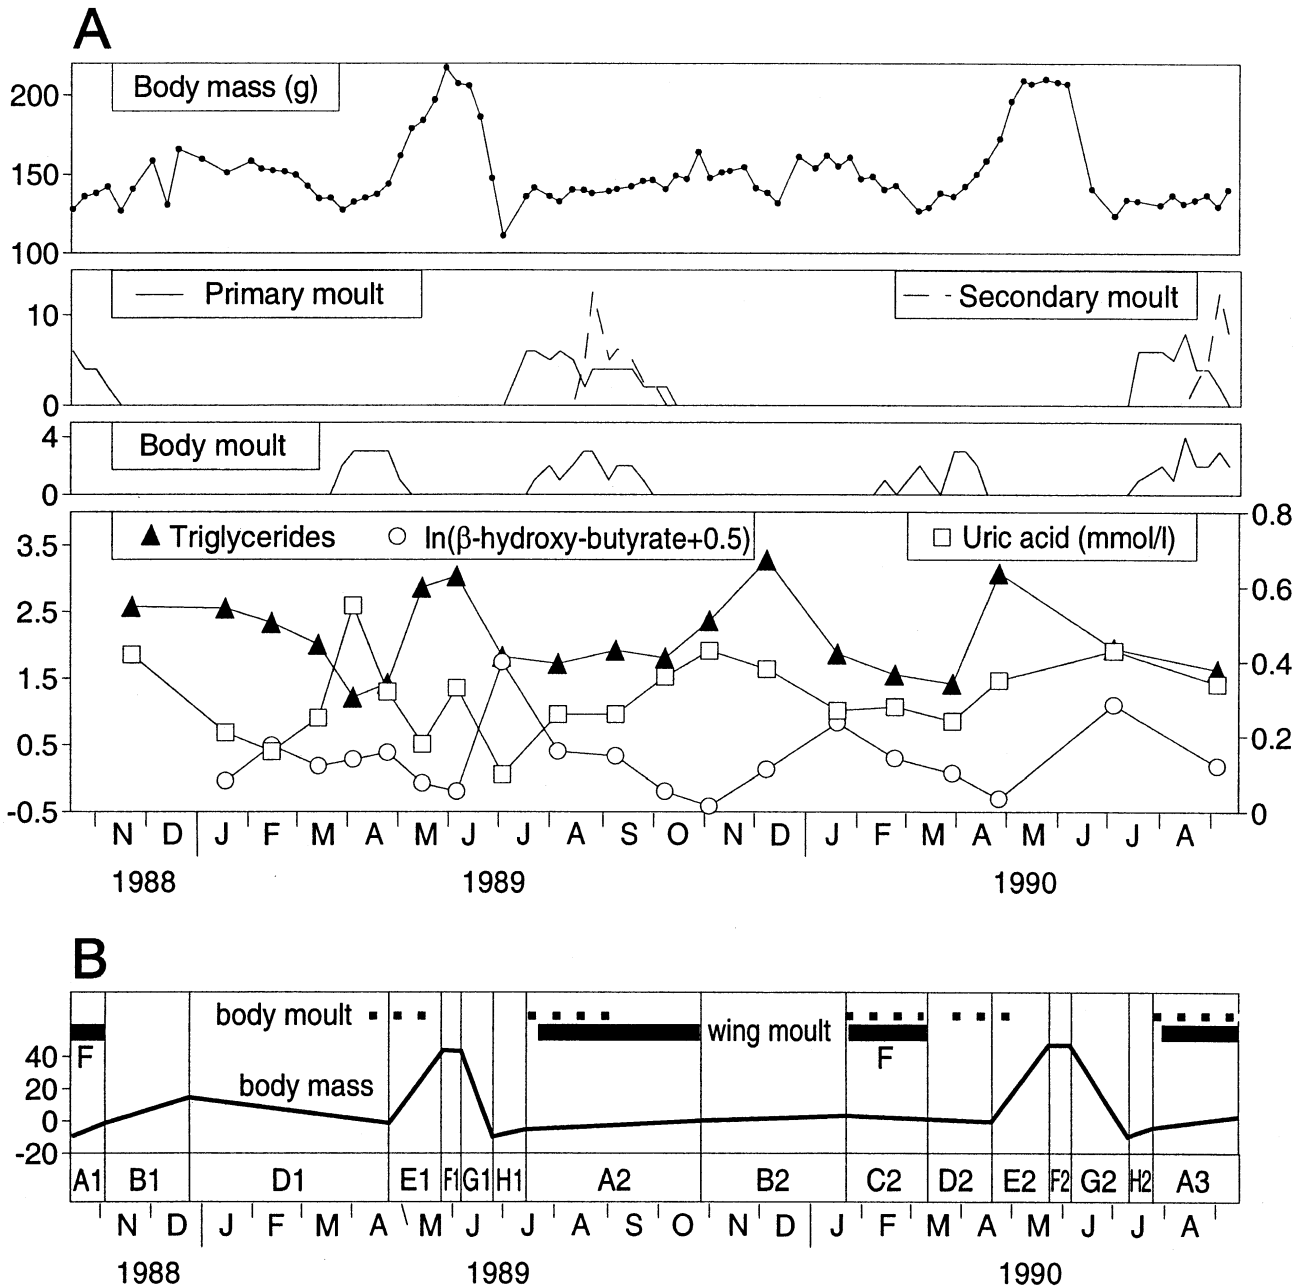 A
Body mass (g)
200
150
100
Primary moult
Secondary moult
10
0
Body moult
4
0
Triglycerides
ln(β-hydroxy-butyrate+0.5)
Uric acid (mmol/l)
3.5
2.5
1.5
0.5
-0.5
0.8
0.6
0.4
0.2
0
N D J F M A M J J A S O N D J F M A M J J A
1988 1989 1990
B
body moult
F
wing moult
F
body mass
40
20
0
-20
A1 B1 D1 E1 F1 G1 H1 A2 B2 C2 D2 E2 F2 G2 H2 A3
N D J F M A M J J A S O N D J F M A M J J A
1988 1989 1990